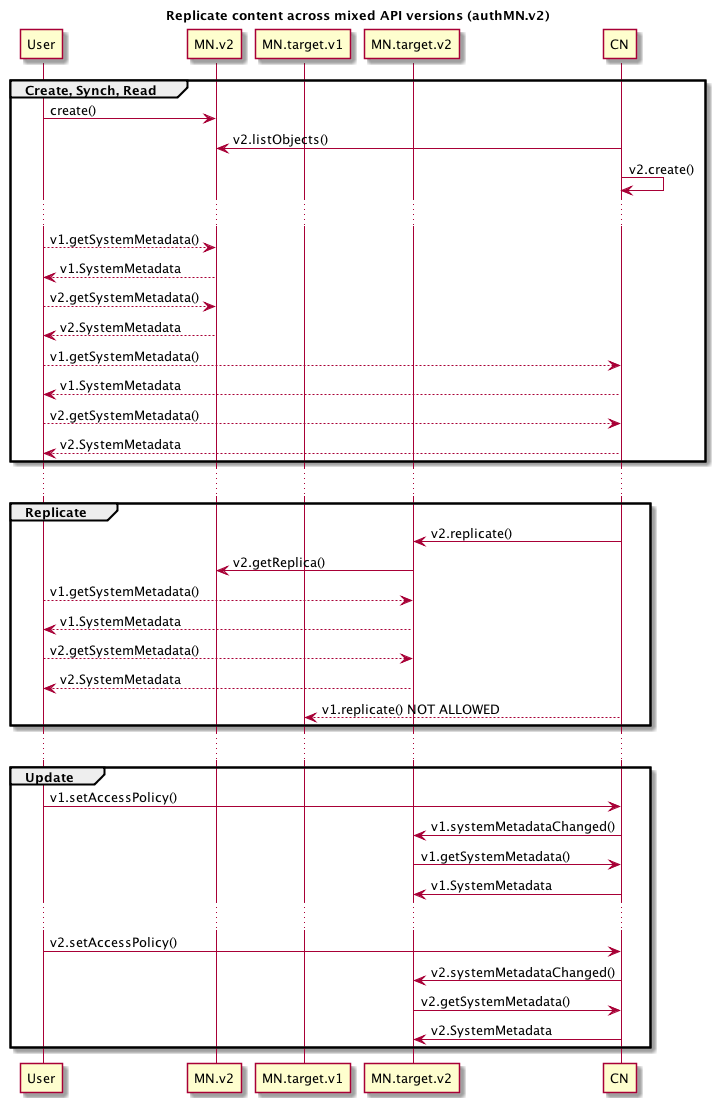 Replicate content across mixed API versions (authMN.v2)
User MN.v2 MN.target.v1 MN.target.v2 CN
Create, Synch, Read
create()
v2.listObjects()
v2.create()
v1.getSystemMetadata()
v1.SystemMetadata
v2.getSystemMetadata()
v2.SystemMetadata
v1.getSystemMetadata()
v1.SystemMetadata
v2.getSystemMetadata()
v2.SystemMetadata
Replicate
v2.replicate()
v2.getReplica()
v1.getSystemMetadata()
v1.SystemMetadata
v2.getSystemMetadata()
v2.SystemMetadata
v1.replicate() NOT ALLOWED
Update
v1.setAccessPolicy()
v1.systemMetadataChanged()
v1.getSystemMetadata()
v1.SystemMetadata
v2.setAccessPolicy()
v2.systemMetadataChanged()
v2.getSystemMetadata()
v2.SystemMetadata
User MN.v2 MN.target.v1 MN.target.v2 CN